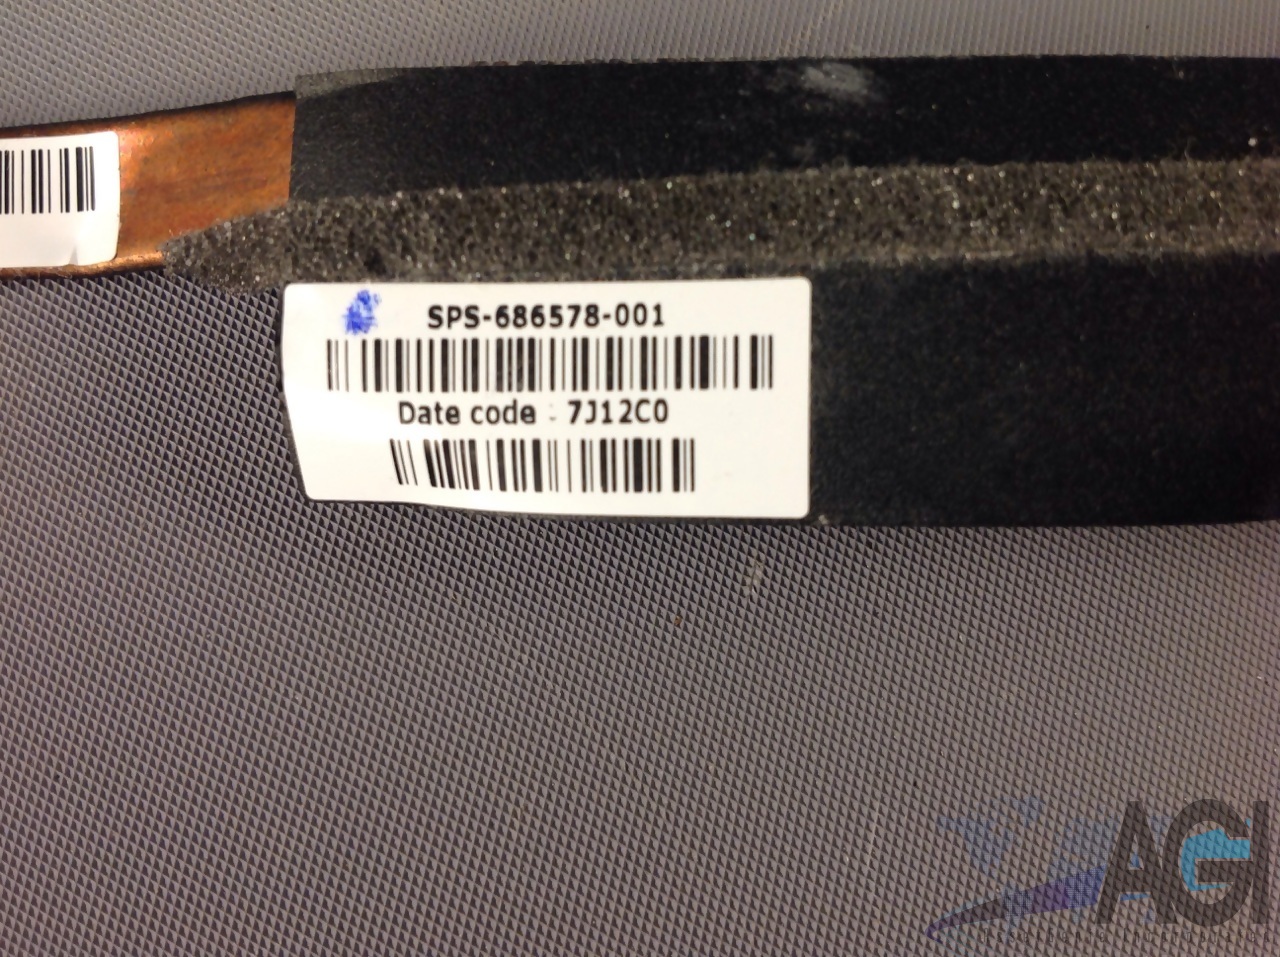 SPS-686578-001
Date code : 7J12C0
AGI